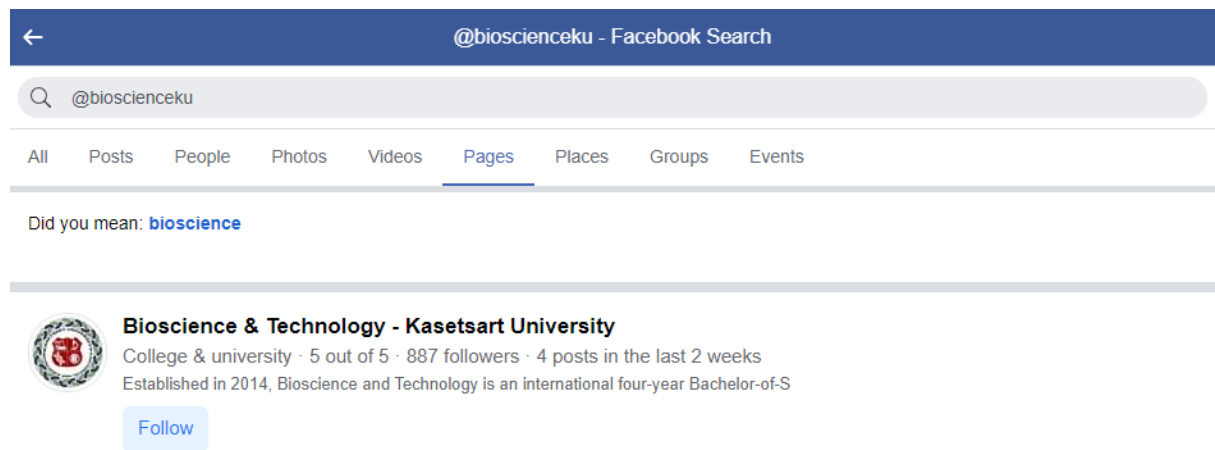 @bioscienceku - Facebook Search
@bioscienceku
All Posts People Photos Videos Pages Places Groups Events
Did you mean: bioscience
Bioscience & Technology - Kasetsart University
College & university · 5 out of 5 · 887 followers · 4 posts in the last 2 weeks
Established in 2014, Bioscience and Technology is an international four-year Bachelor-of-S
Follow